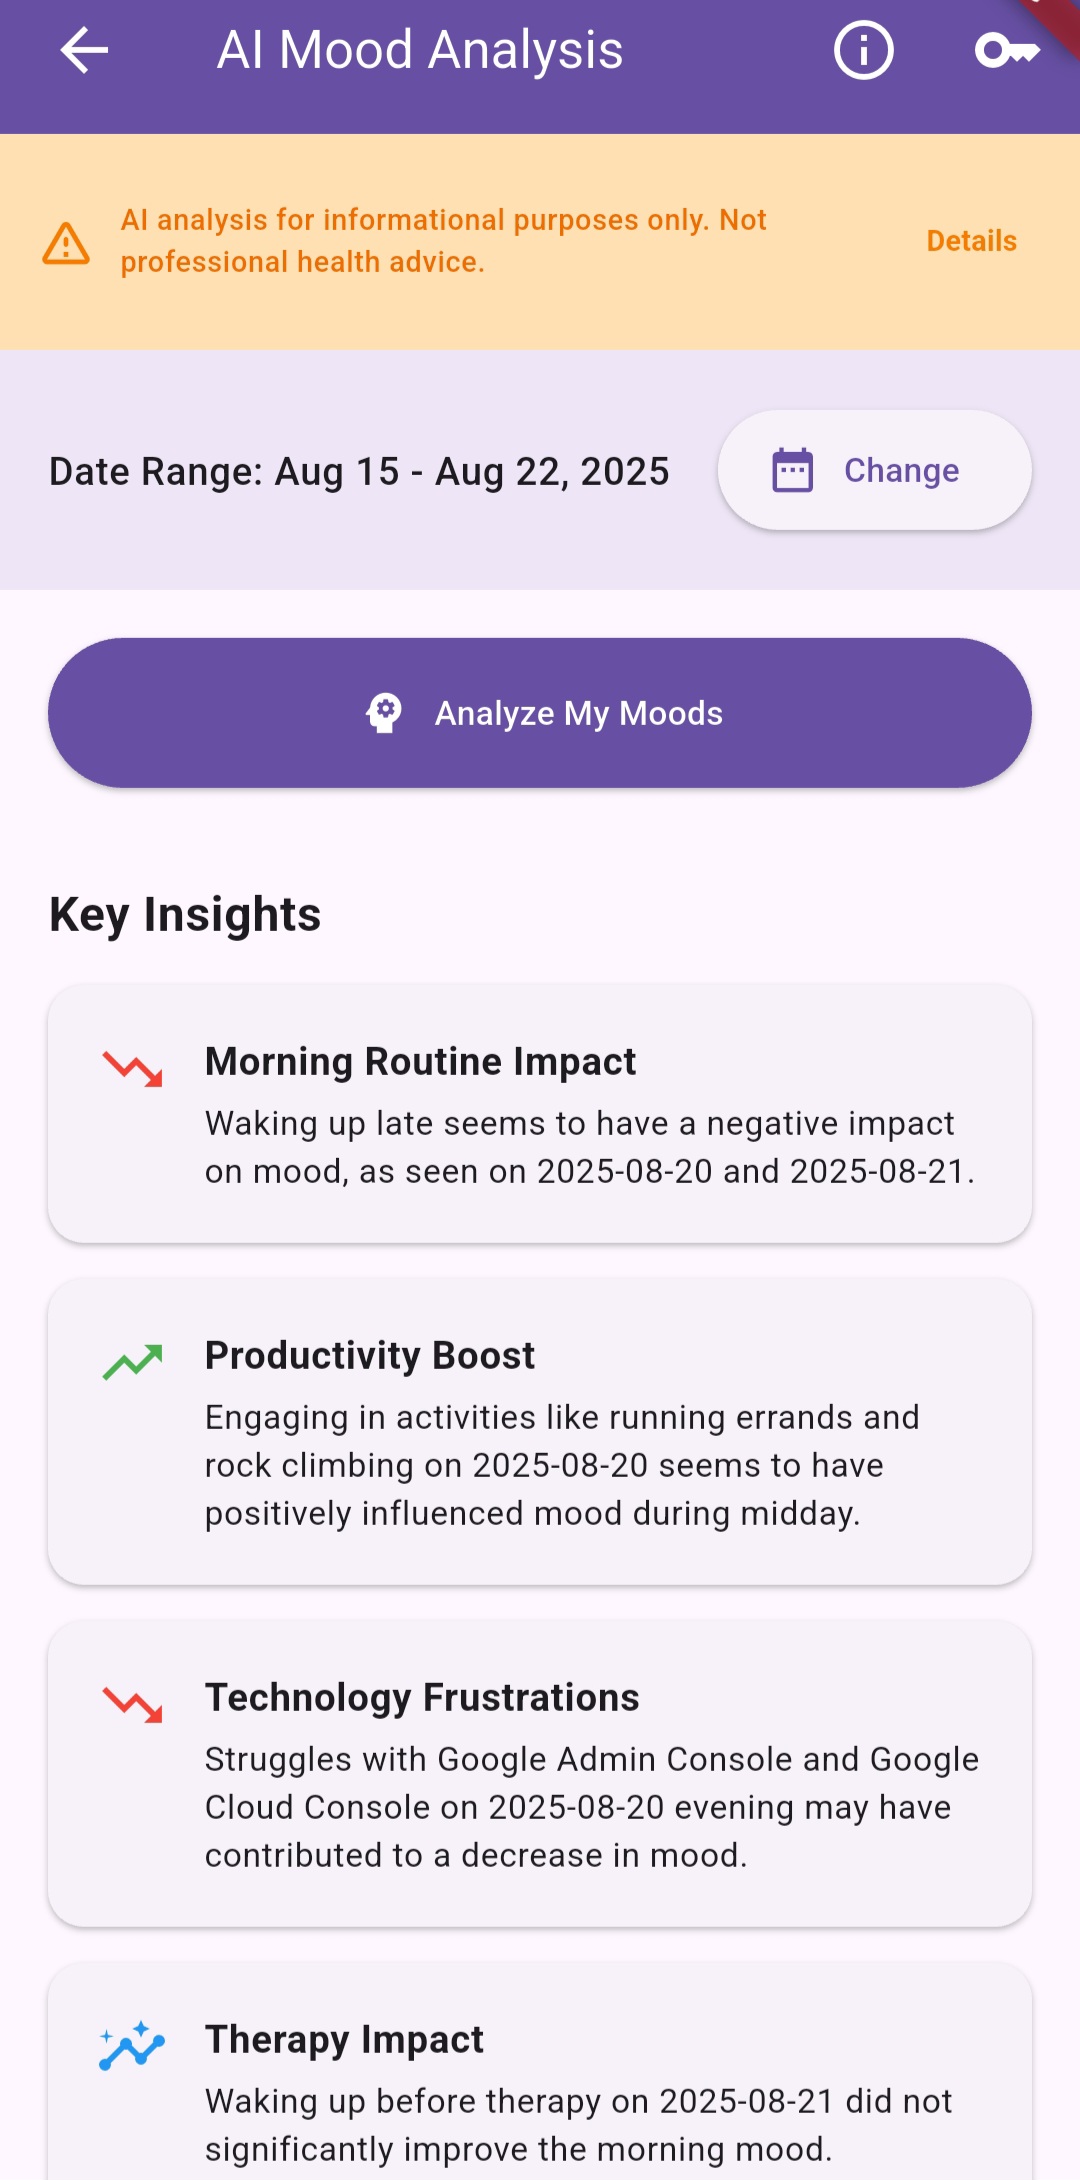 AI Mood Analysis
AI analysis for informational purposes only. Not
professional health advice.
Details
Date Range: Aug 15 - Aug 22, 2025
Change
Analyze My Moods
Key Insights
Morning Routine Impact
Waking up late seems to have a negative impact
on mood, as seen on 2025-08-20 and 2025-08-21.
Productivity Boost
Engaging in activities like running errands and
rock climbing on 2025-08-20 seems to have
positively influenced mood during midday.
Technology Frustrations
Struggles with Google Admin Console and Google
Cloud Console on 2025-08-20 evening may have
contributed to a decrease in mood.
Therapy Impact
Waking up before therapy on 2025-08-21 did not
significantly improve the morning mood.